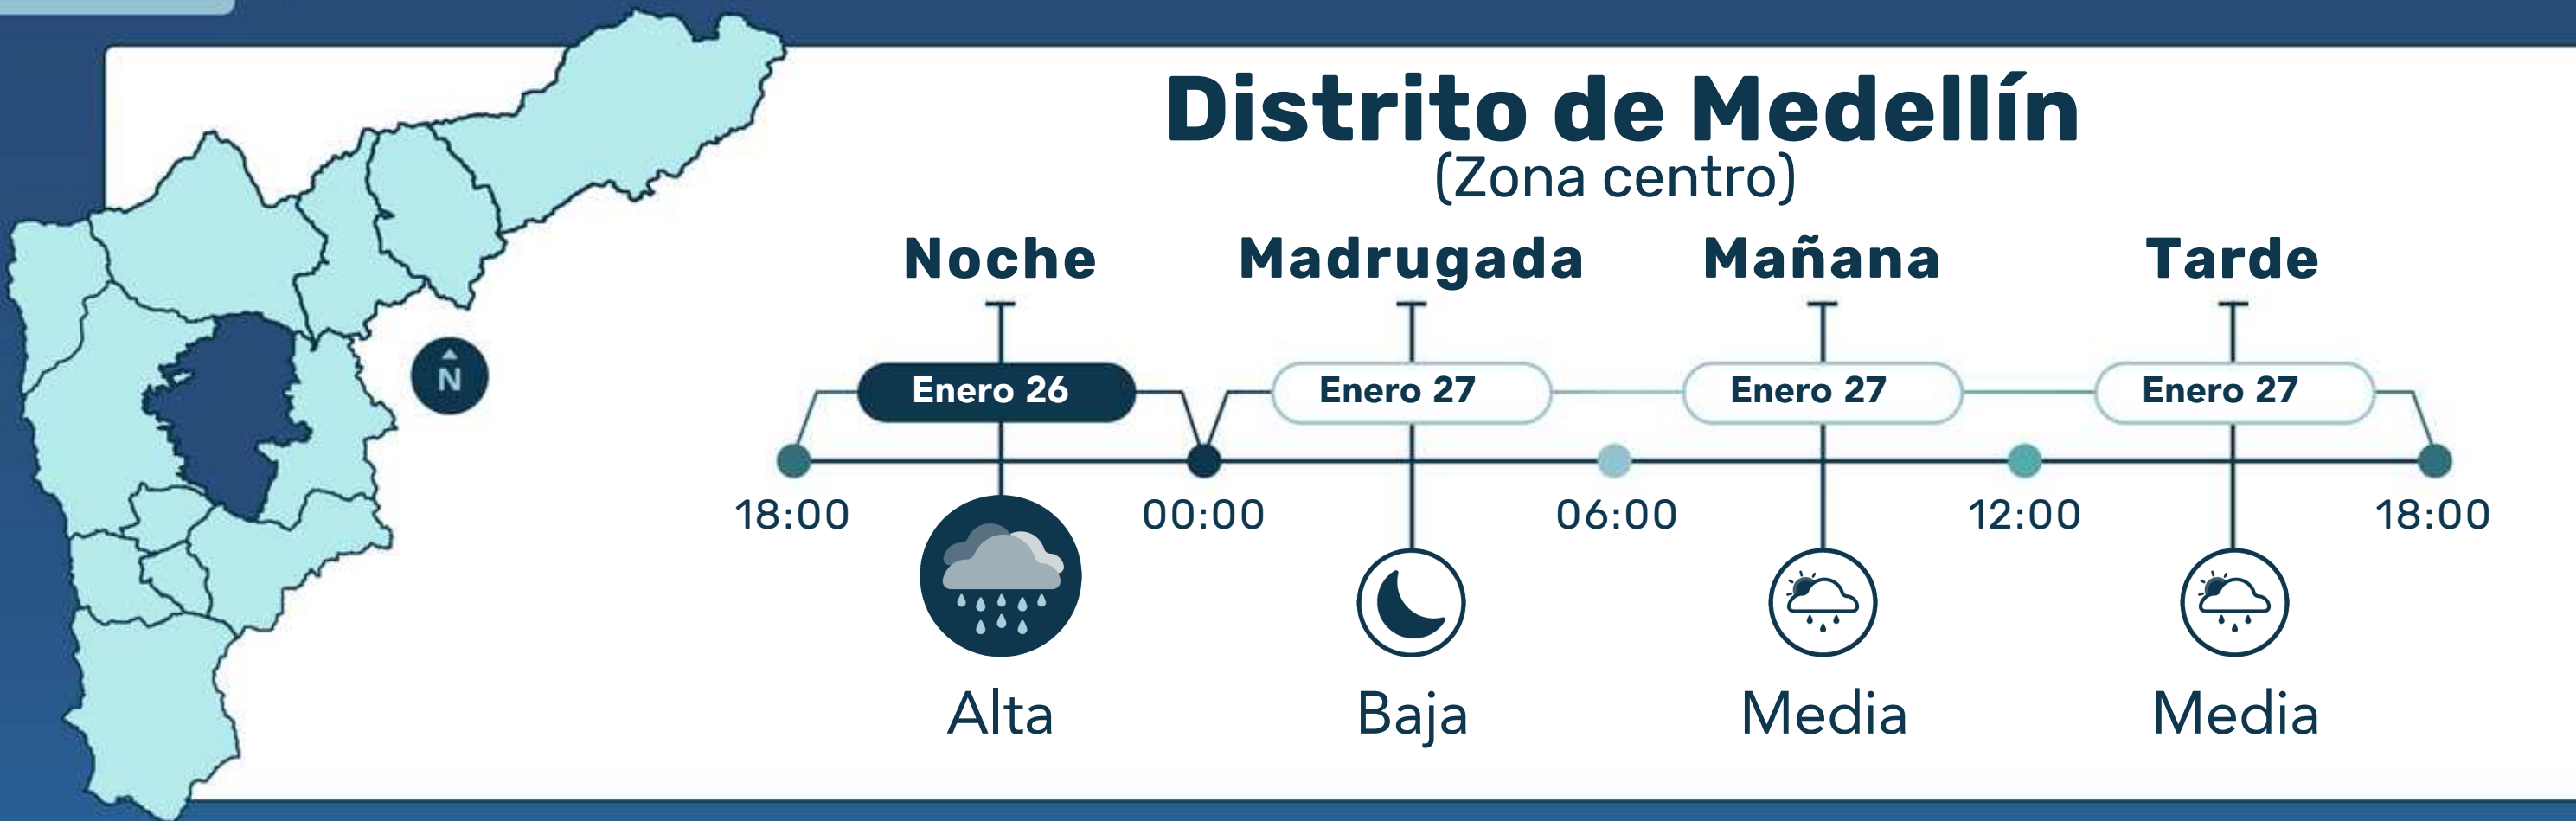 Distrito de Medellín
(Zona centro)
Noche Madrugada Mañana Tarde
N
Enero 26 Enero 27 Enero 27 Enero 27
18:00 00:00 06:00 12:00 18:00
Alta Baja Media Media